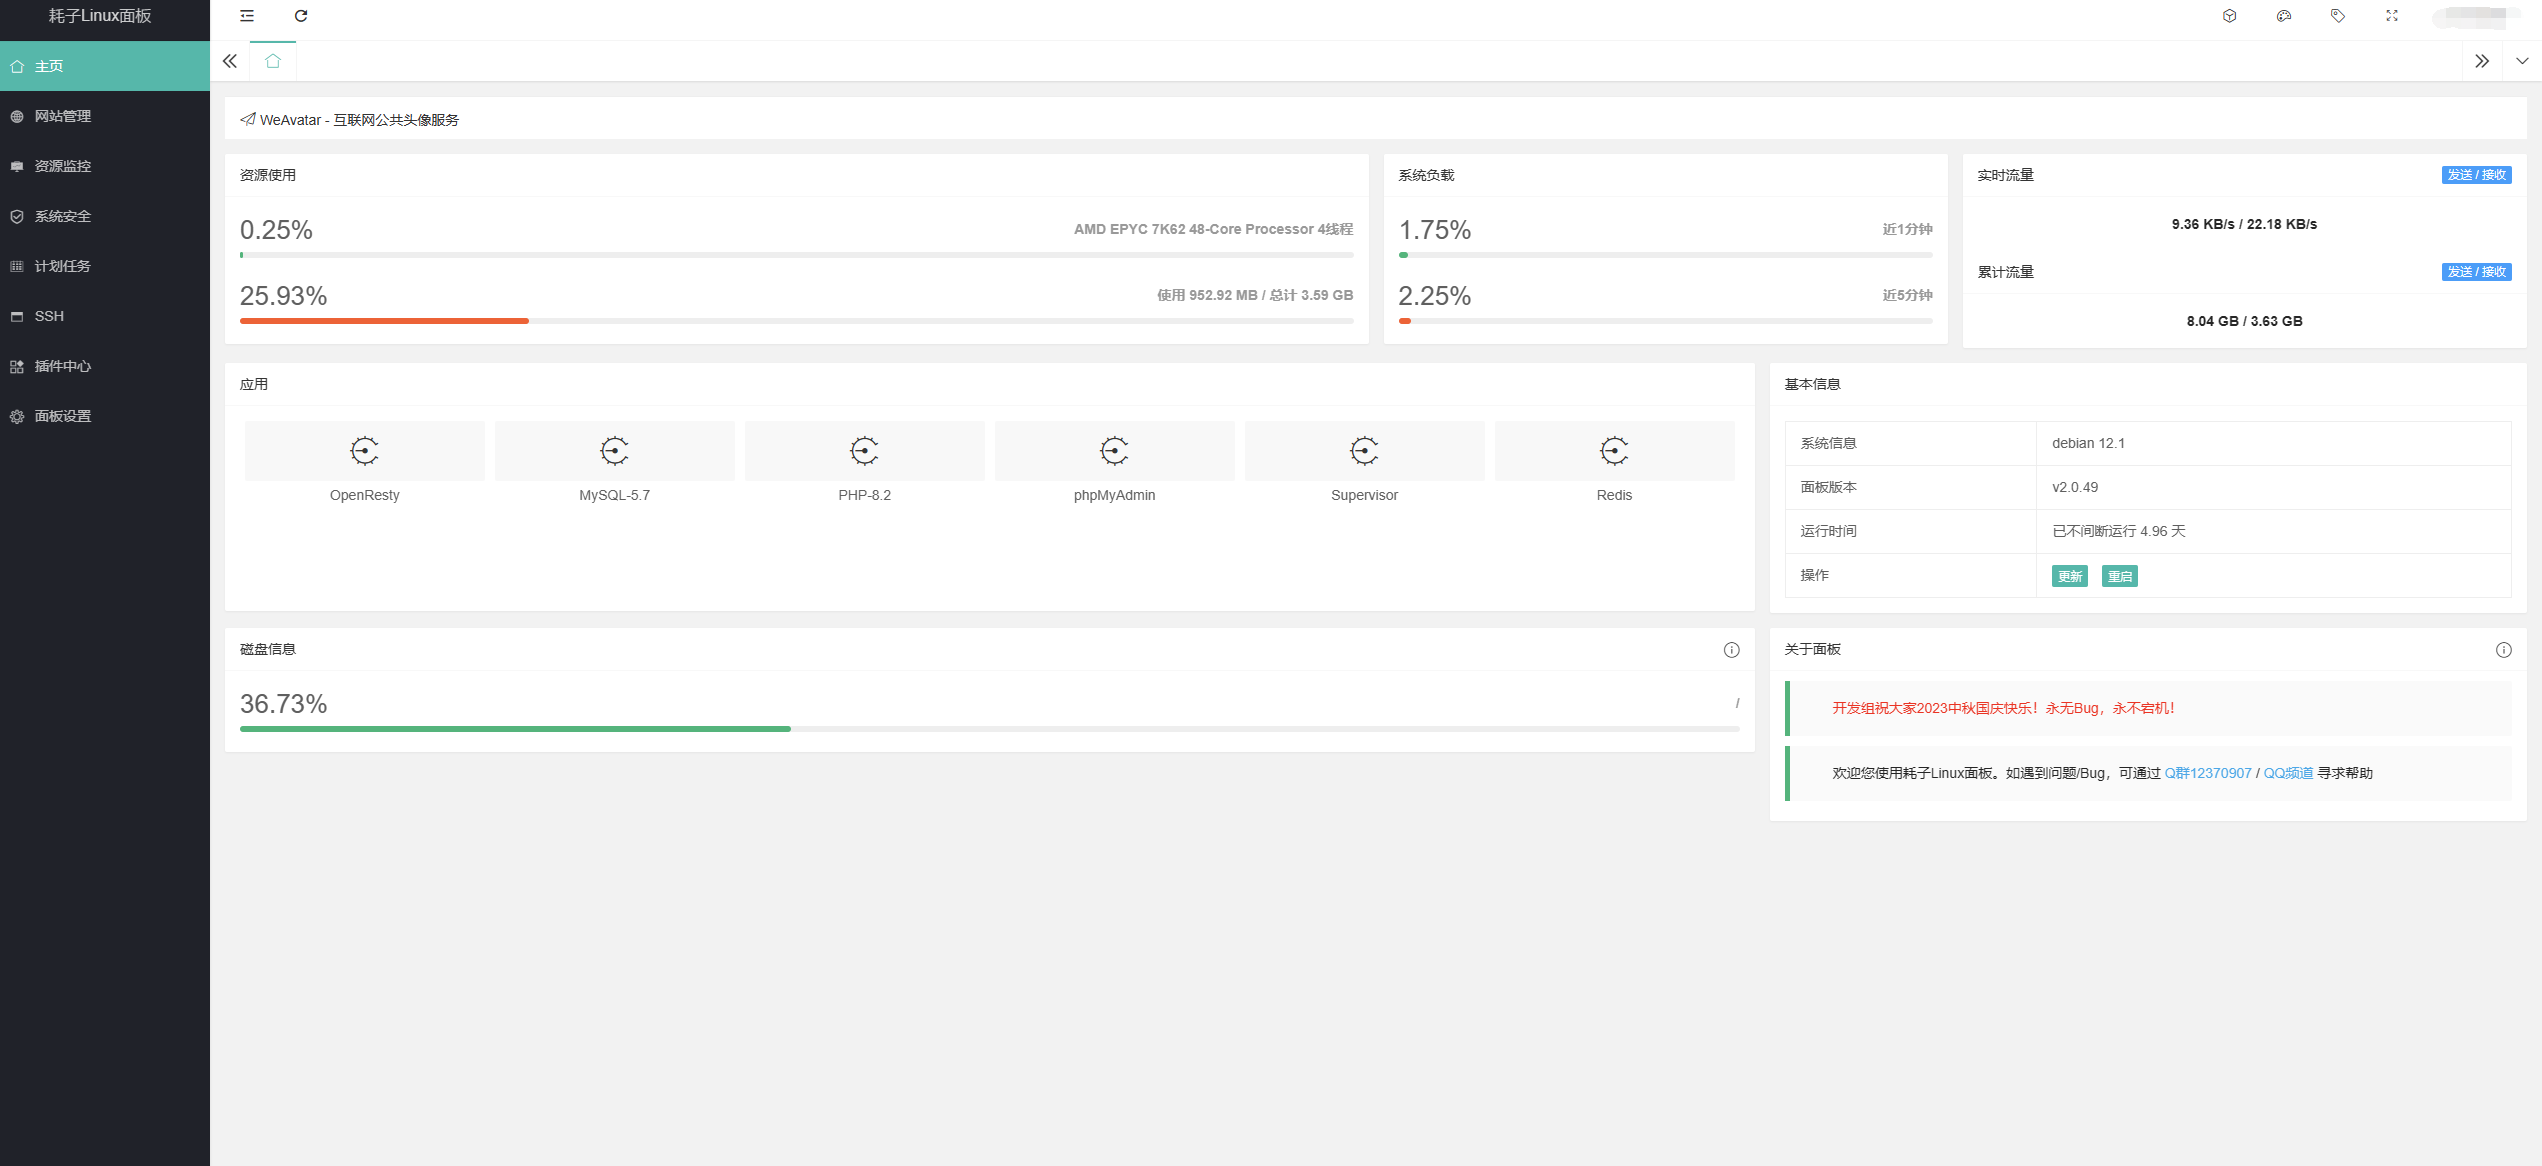 耗子Linux面板
主页
网站管理
资源监控
系统安全
计划任务
SSH
插件中心
面板设置
WeAvatar - 互联网公共头像服务
资源使用
0.25% AMD EPYC 7K62 48-Core Processor 4线程
25.93% 使用 952.92 MB / 总计 3.59 GB
系统负载
1.75% 近1分钟
2.25% 近5分钟
实时流量 发送 / 接收
9.36 KB/s / 22.18 KB/s
累计流量 发送 / 接收
8.04 GB / 3.63 GB
应用
OpenResty MySQL-5.7 PHP-8.2 phpMyAdmin Supervisor Redis
基本信息
系统信息 debian 12.1
面板版本 v2.0.49
运行时间 已不间断运行 4.96 天
操作 更新 重启
磁盘信息
36.73% /
关于面板
开发组祝大家2023中秋国庆快乐！永无Bug，永不宕机！
欢迎您使用耗子Linux面板。如遇到问题/Bug，可通过 Q群12370907 / QQ频道 寻求帮助